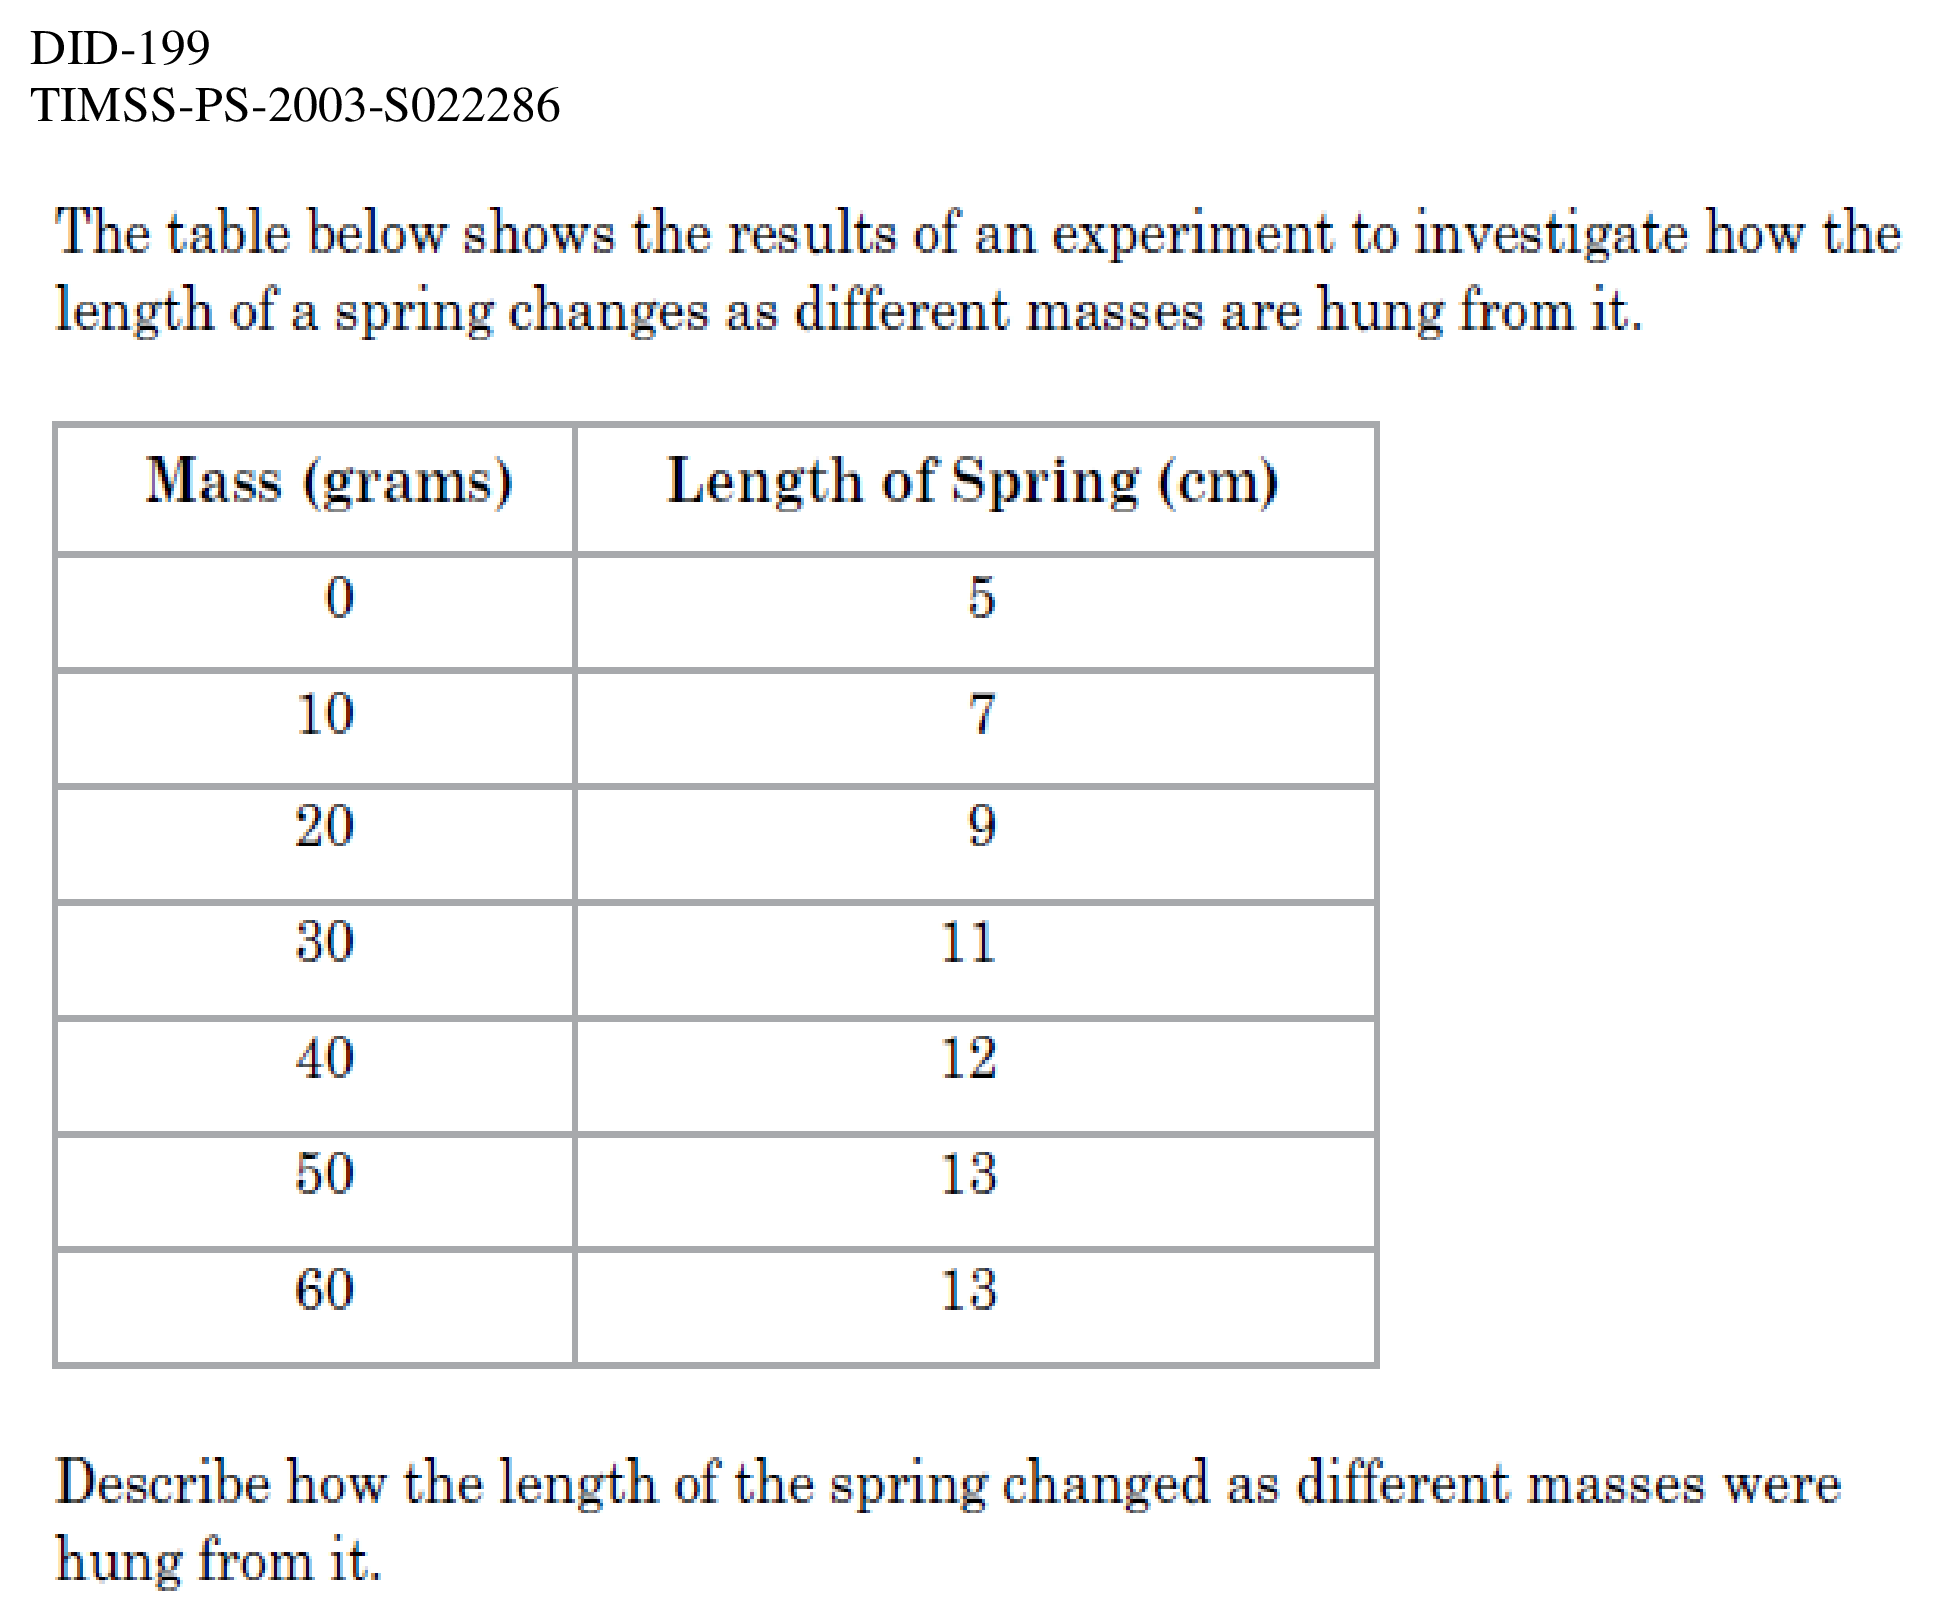 DID-199
TIMSS-PS-2003-S022286
The table below shows the results of an experiment to investigate how the
length of a spring changes as different masses are hung from it.
Mass (grams) Length of Spring (cm)
0 5
10 7
20 9
30 11
40 12
50 13
60 13
Describe how the length of the spring changed as different masses were
hung from it.